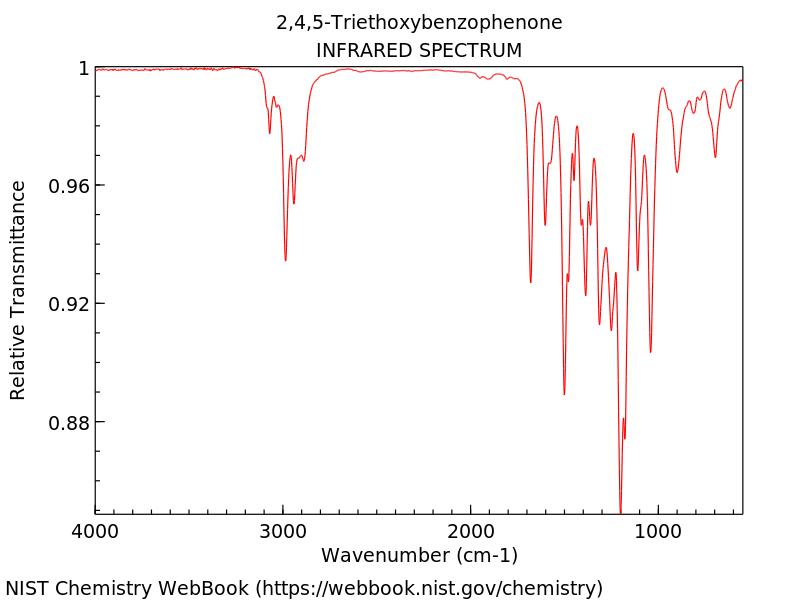 2,4,5-Triethoxybenzophenone
INFRARED SPECTRUM
1
0.96
0.92
0.88
Relative Transmittance
4000 3000 2000 1000
Wavenumber (cm-1)
NIST Chemistry WebBook (https://webbook.nist.gov/chemistry)